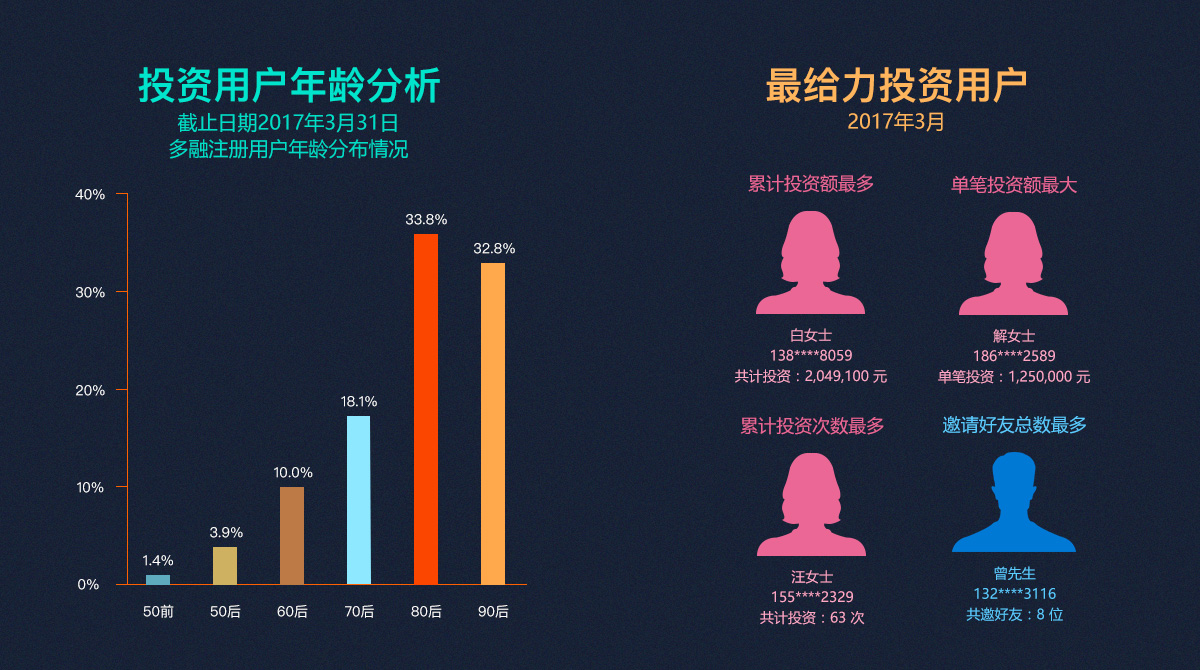 投资用户年龄分析
截止日期2017年3月31日
多融注册用户年龄分布情况
40%
30%
20%
10%
0%
1.4%
3.9%
10.0%
18.1%
33.8%
32.8%
50前
50后
60后
70后
80后
90后
最给力投资用户
2017年3月
累计投资额最多
白女士
138****8059
共计投资：2,049,100 元
单笔投资额最大
解女士
186****2589
单笔投资：1,250,000 元
累计投资次数最多
汪女士
155****2329
共计投资：63 次
邀请好友总数最多
曾先生
132****3116
共邀好友：8 位